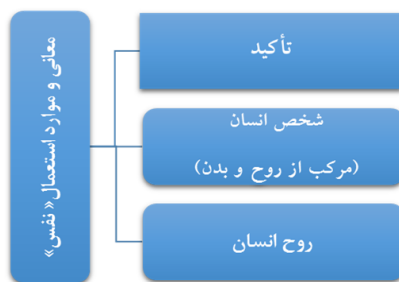 معانی و موارد استعمال«نفس»
تأکید
شخص انسان
(مرکب از روح و بدن)
روح انسان